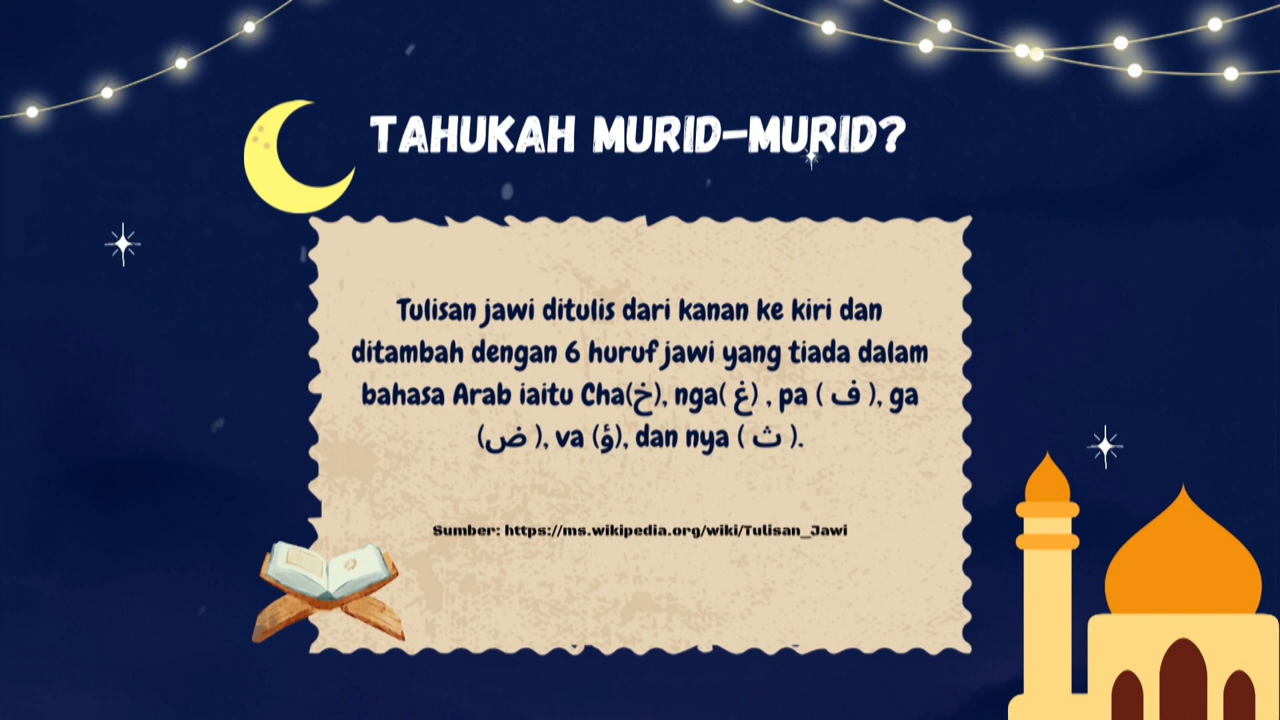 TAHUKAH MURID-MURID?
Tulisan jawi ditulis dari kanan ke kiri dan
ditambah dengan 6 huruf jawi yang tiada dalam
bahasa Arab iaitu Cha(خ), nga( غ) , pa ( ف ), ga
(ض ), va (ؤ), dan nya ( ث ).
Sumber: https://ms.wikipedia.org/wiki/Tulisan_Jawi